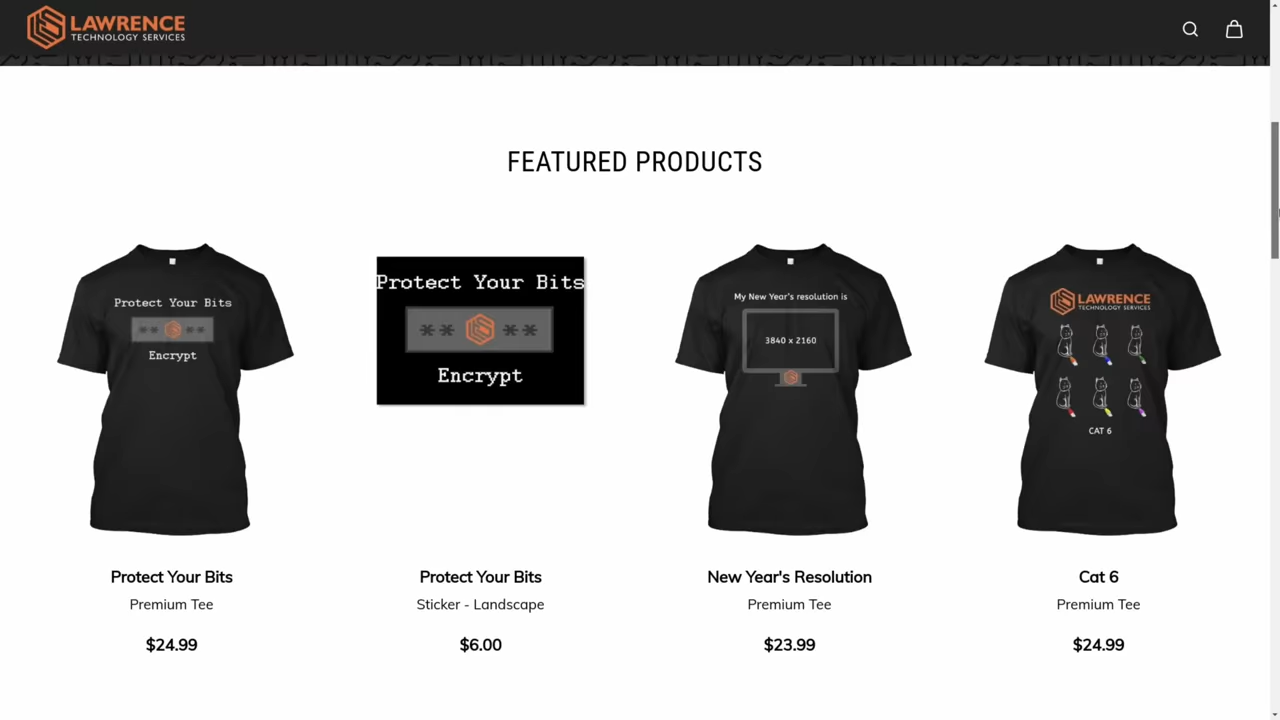 LAWRENCE
TECHNOLOGY SERVICES
FEATURED PRODUCTS
Protect Your Bits
** **
Encrypt
Protect Your Bits
** **
Encrypt
My New Year's resolution is
3840 x 2160
LAWRENCE
TECHNOLOGY SERVICES
CAT 6
Protect Your Bits
Premium Tee
$24.99
Protect Your Bits
Sticker - Landscape
$6.00
New Year's Resolution
Premium Tee
$23.99
Cat 6
Premium Tee
$24.99